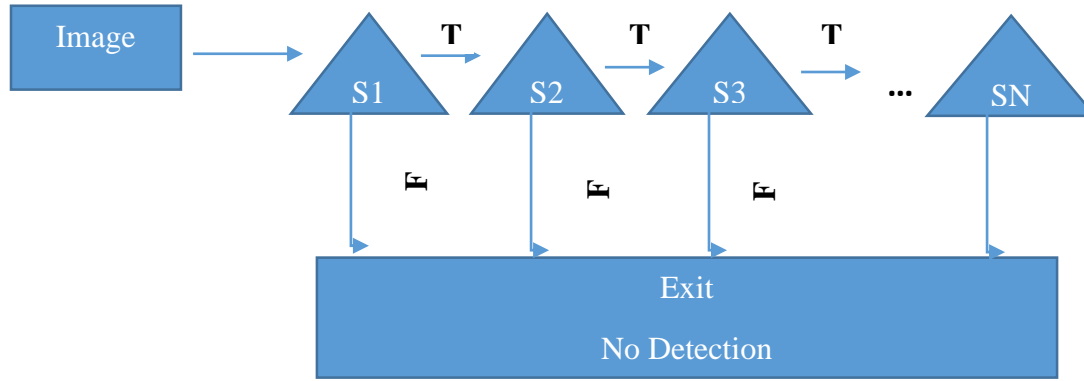 Image
T
T
T
S1
S2
S3
...
SN
F
F
F
Exit
No Detection